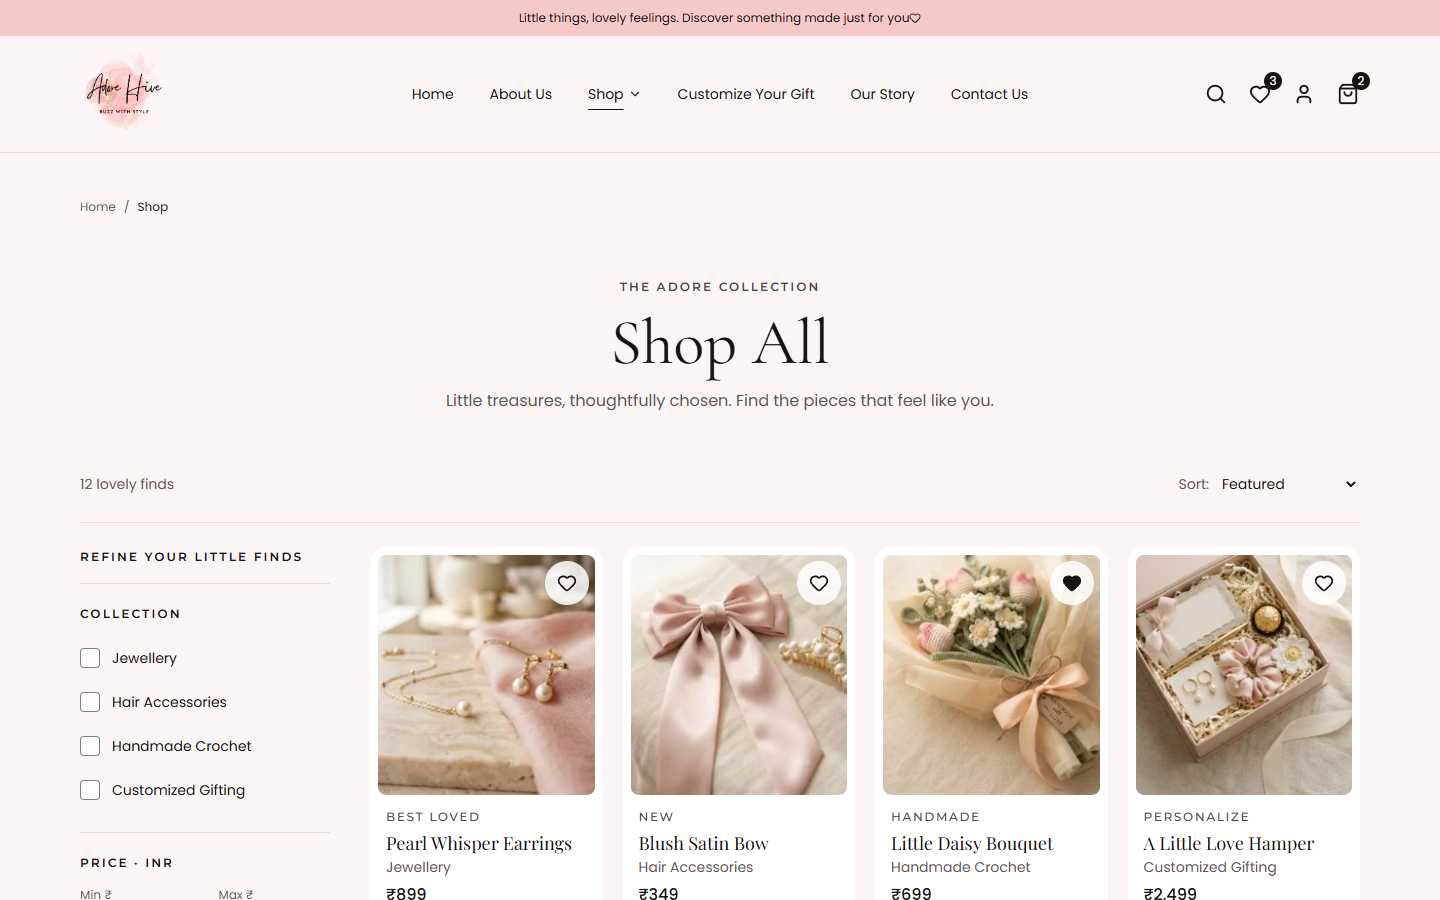 Little things, lovely feelings. Discover something made just for you♡
Adore Hive
BUZZ WITH STYLE
Home
About Us
Shop
Customize Your Gift
Our Story
Contact Us
3
2
Home / Shop
THE ADORE COLLECTION
Shop All
Little treasures, thoughtfully chosen. Find the pieces that feel like you.
12 lovely finds
Sort: Featured
REFINE YOUR LITTLE FINDS
COLLECTION
Jewellery
Hair Accessories
Handmade Crochet
Customized Gifting
PRICE · INR
Min ₹
Max ₹
BEST LOVED
Pearl Whisper Earrings
Jewellery
₹899
NEW
Blush Satin Bow
Hair Accessories
₹349
HANDMADE
Little Daisy Bouquet
Handmade Crochet
₹699
PERSONALIZE
A Little Love Hamper
Customized Gifting
₹2,499